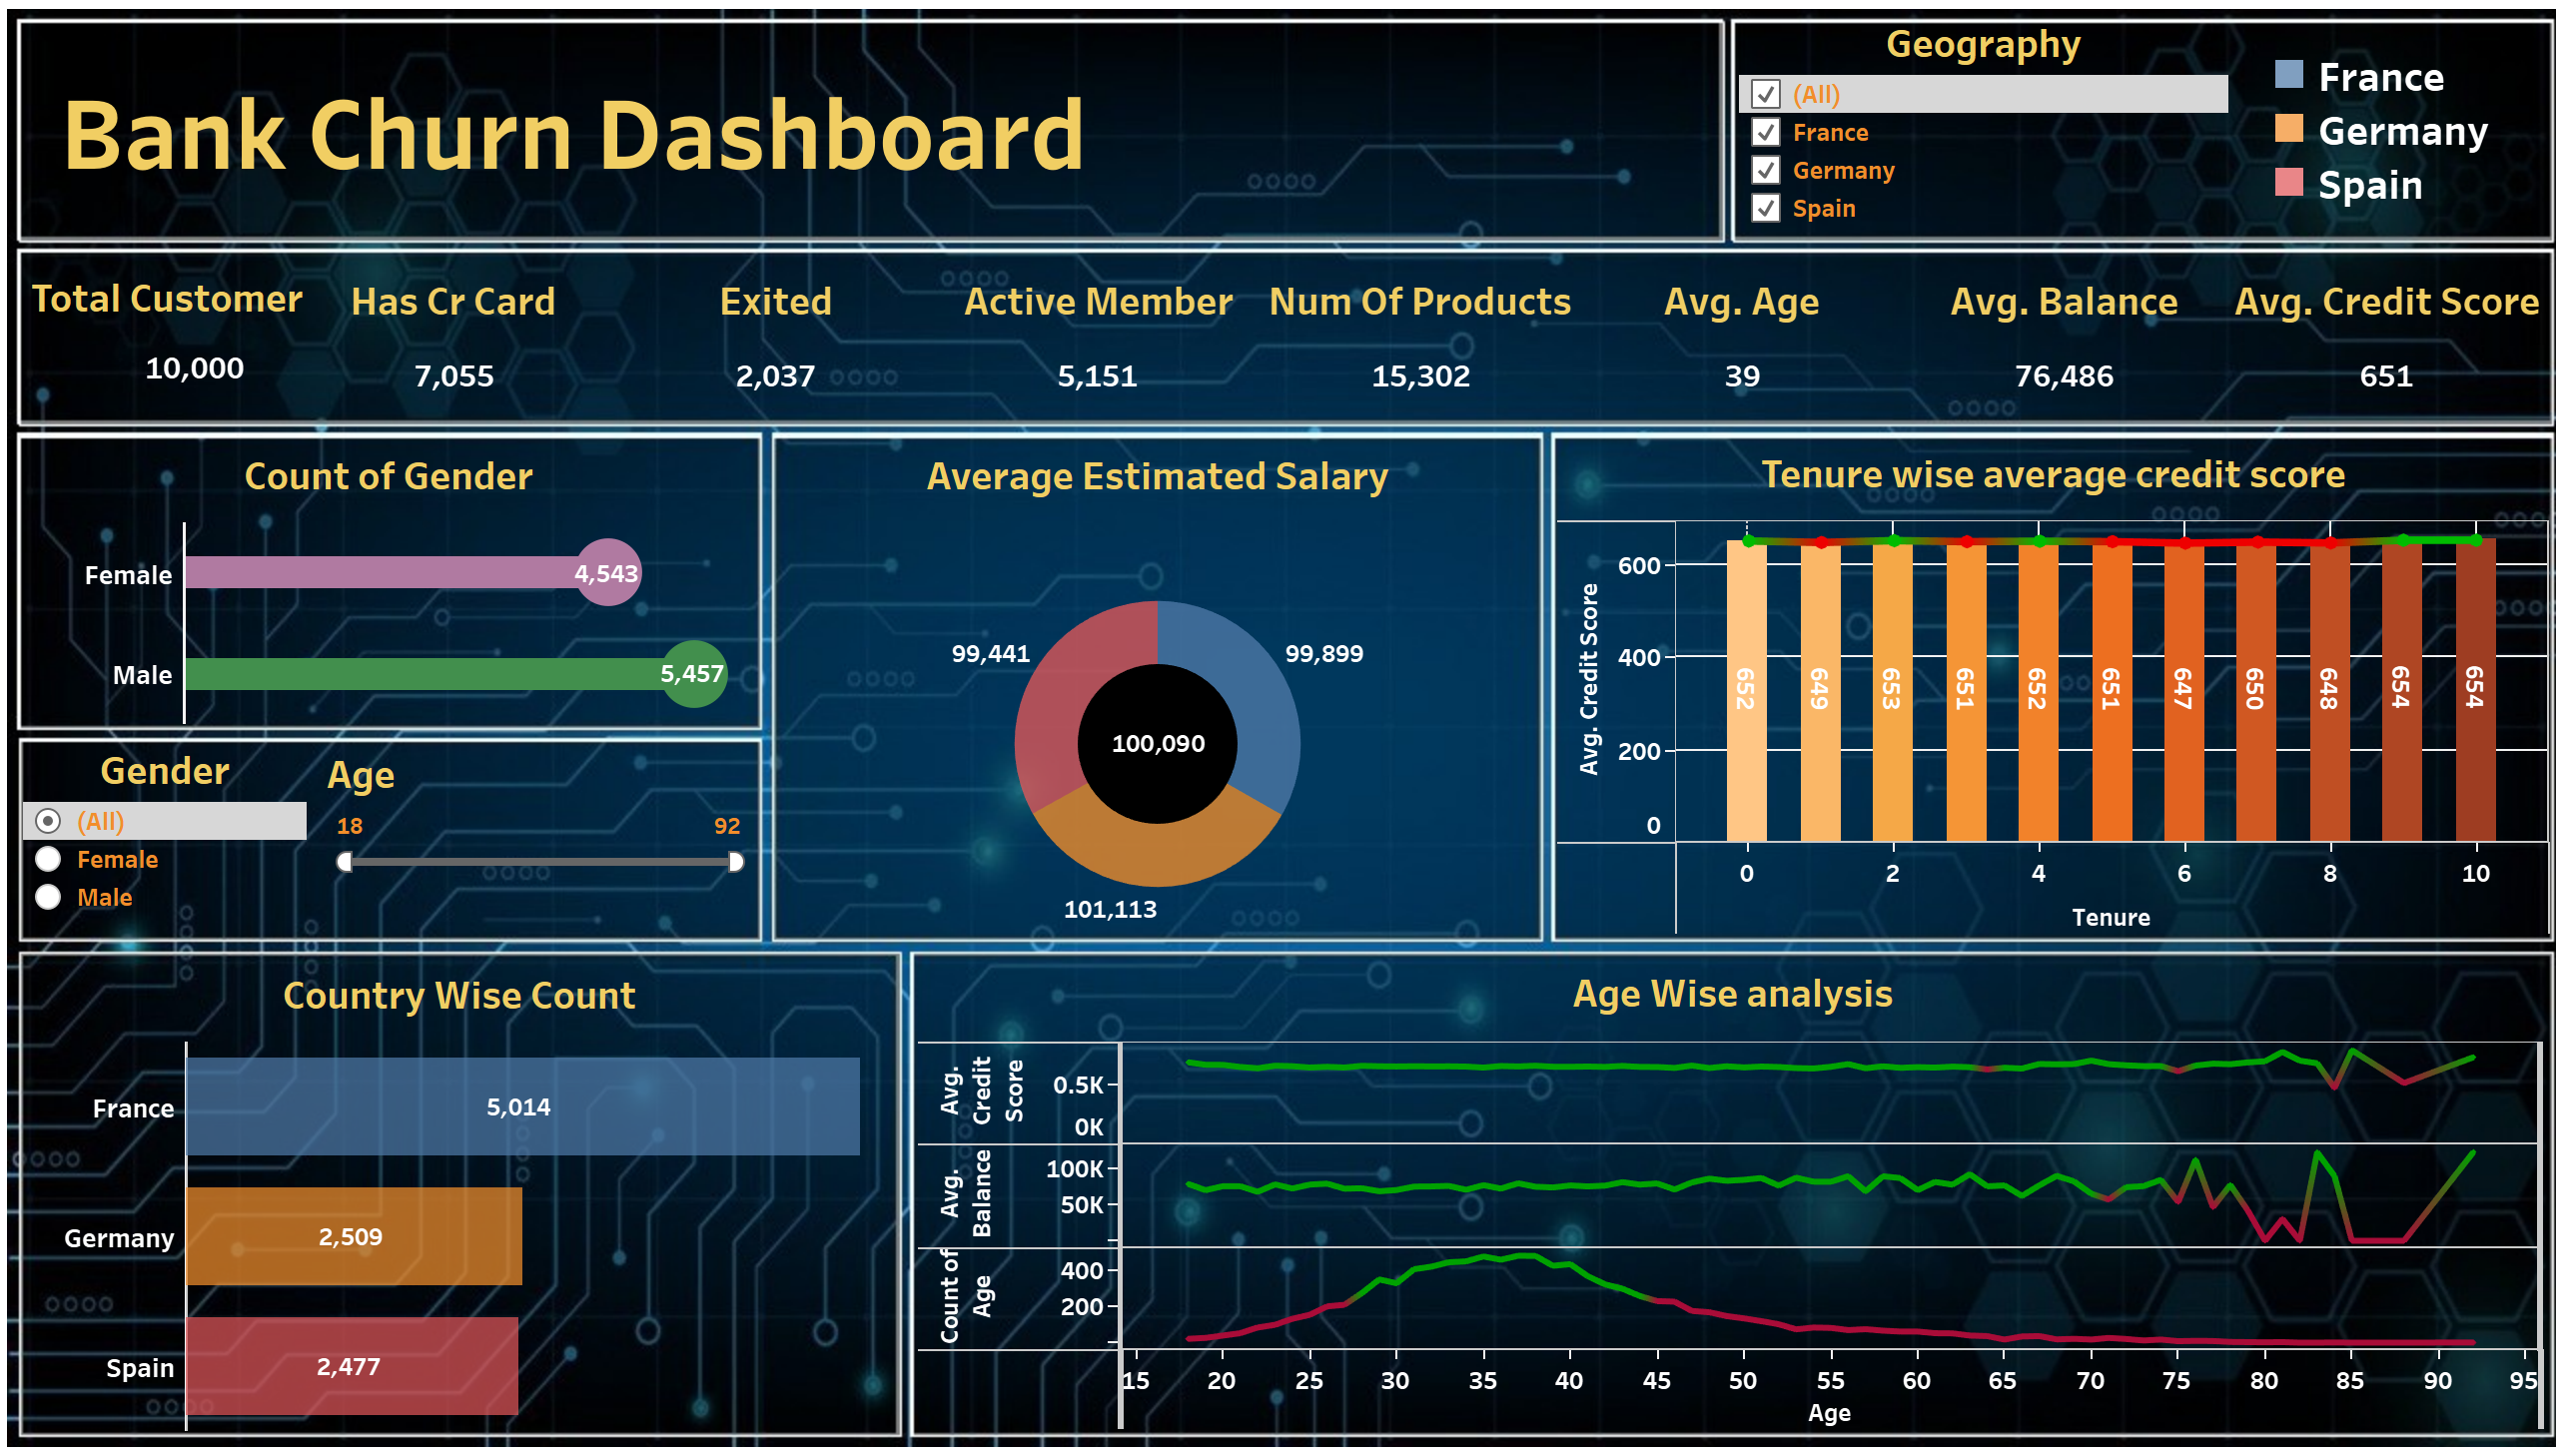 Bank Churn Dashboard
Geography
(All)
France
Germany
Spain
France
Germany
Spain
Total Customer
10,000
Has Cr Card
7,055
Exited
2,037
Active Member
5,151
Num Of Products
15,302
Avg. Age
39
Avg. Balance
76,486
Avg. Credit Score
651
Count of Gender
Female
4,543
Male
5,457
Gender
(All)
Female
Male
Age
18
92
Average Estimated Salary
99,441
99,899
100,090
101,113
Tenure wise average credit score
Avg. Credit Score
600
400
200
0
652
649
653
651
652
651
647
650
648
654
654
0
2
4
6
8
10
Tenure
Country Wise Count
France
5,014
Germany
2,509
Spain
2,477
Age Wise analysis
Avg.
Credit
Score
0.5K
0K
Avg.
Balance
100K
50K
Count of
Age
400
200
15
20
25
30
35
40
45
50
55
60
65
70
75
80
85
90
95
Age